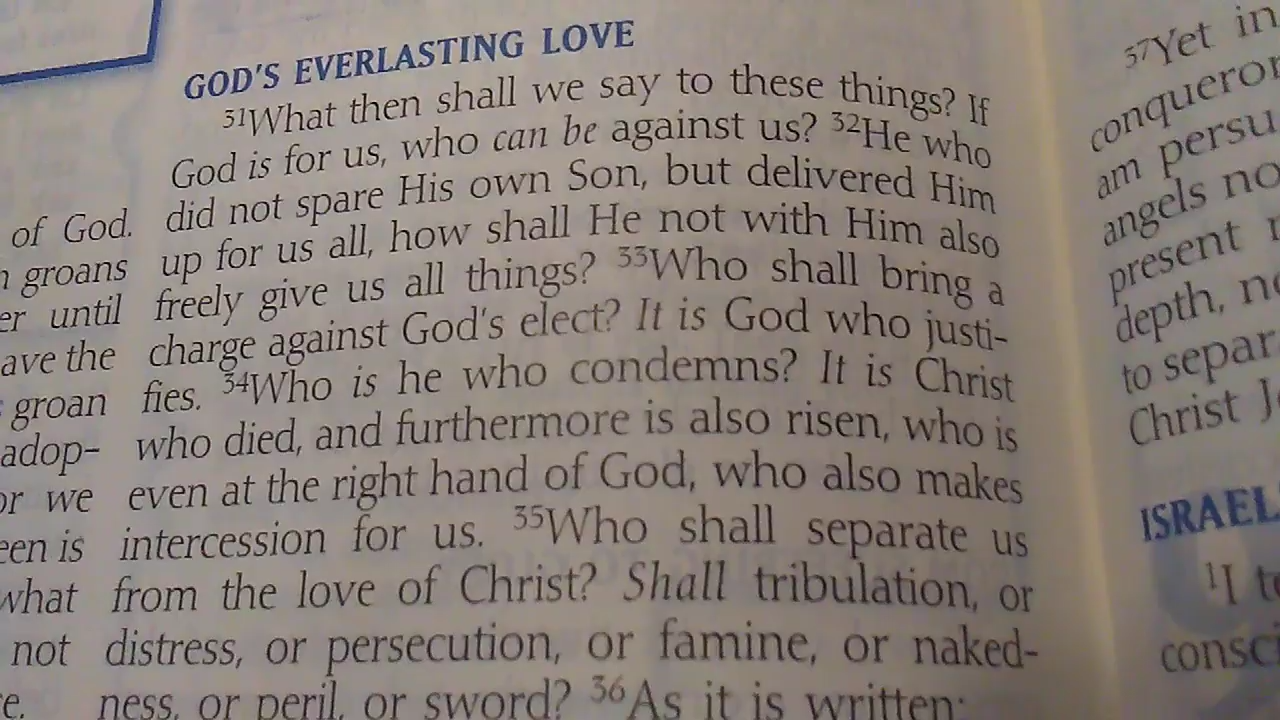 of God.
groans
er until
ave the
groan
adop-
or we
een is
what
not
e.
GOD'S EVERLASTING LOVE
31What then shall we say to these things? If
God is for us, who can be against us? 32He who
did not spare His own Son, but delivered Him
up for us all, how shall He not with Him also
freely give us all things? 33Who shall bring a
charge against God's elect? It is God who justi-
fies. 34Who is he who condemns? It is Christ
who died, and furthermore is also risen, who is
even at the right hand of God, who also makes
intercession for us. 35Who shall separate us
from the love of Christ? Shall tribulation, or
distress, or persecution, or famine, or naked-
ness, or peril, or sword? 36As it is written:
37Yet in
conqueror
am persu
angels no
present
depth, no
to separ
Christ J
ISRAEL
1I te
consci